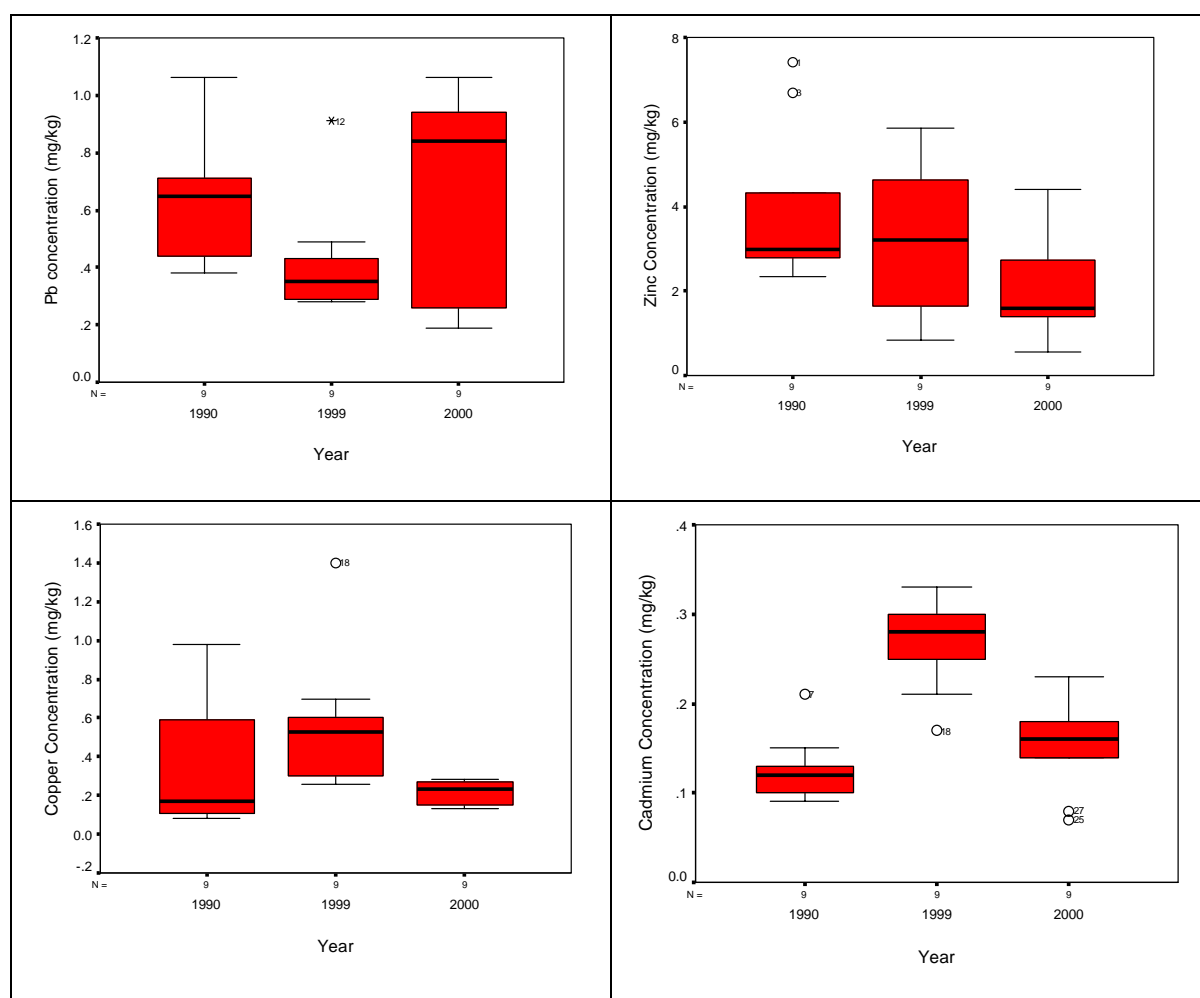 1.2
1.0
.8
.6
.4
.2
0.0
Pb concentration (mg/kg)
12
N =
9 9 9
1990 1999 2000
Year
8
6
4
2
0
Zinc Concentration (mg/kg)
1
3
N =
9 9 9
1990 1999 2000
Year
1.6
1.4
1.2
1.0
.8
.6
.4
.2
0.0
-.2
Copper Concentration (mg/kg)
18
N =
9 9 9
1990 1999 2000
Year
.4
.3
.2
.1
0.0
Cadmium Concentration (mg/kg)
7
18
27
25
N =
9 9 9
1990 1999 2000
Year